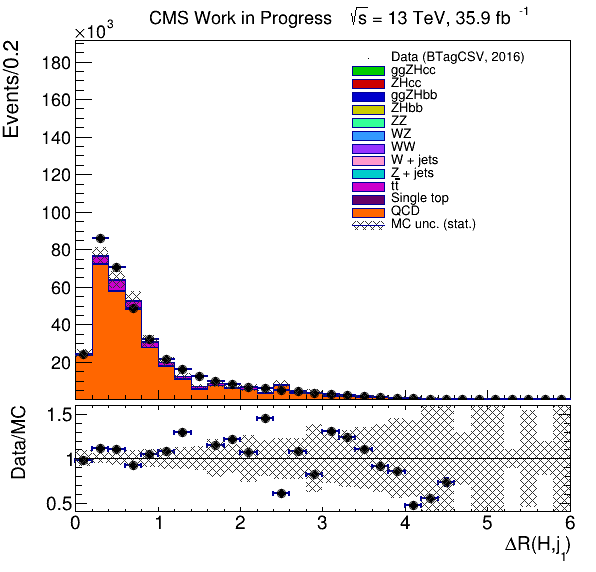 CMS Work in Progress √s = 13 TeV, 35.9 fb⁻¹
×10³
Events/0.2
180
160
140
120
100
80
60
40
20
Data (BTagCSV, 2016)
ggZHcc
ZHcc
ggZHbb
ZHbb
ZZ
WZ
WW
W + jets
Z + jets
tt̄
Single top
QCD
MC unc. (stat.)
Data/MC
1.5
1
0.5
0 1 2 3 4 5 6
ΔR(H,j₁)